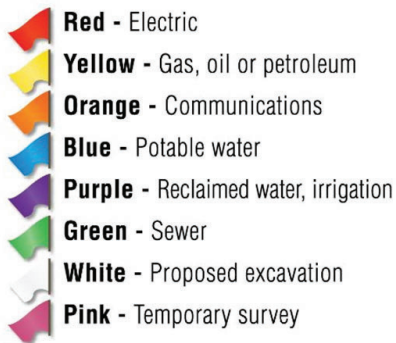 Red - Electric
Yellow - Gas, oil or petroleum
Orange - Communications
Blue - Potable water
Purple - Reclaimed water, irrigation
Green - Sewer
White - Proposed excavation
Pink - Temporary survey